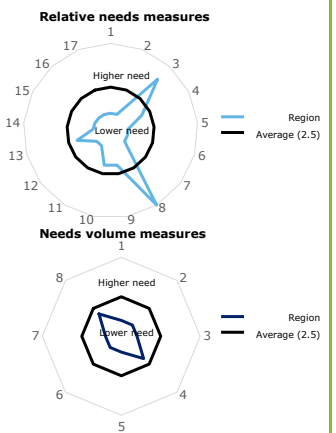 Relative needs measures
1
17
2
16
3
Higher need
15
4
14
Lower need
5
13
6
12
7
11
8
10
9
Region
Average (2.5)
Needs volume measures
1
8
Higher need
2
7
Lower need
3
6
4
5
Region
Average (2.5)